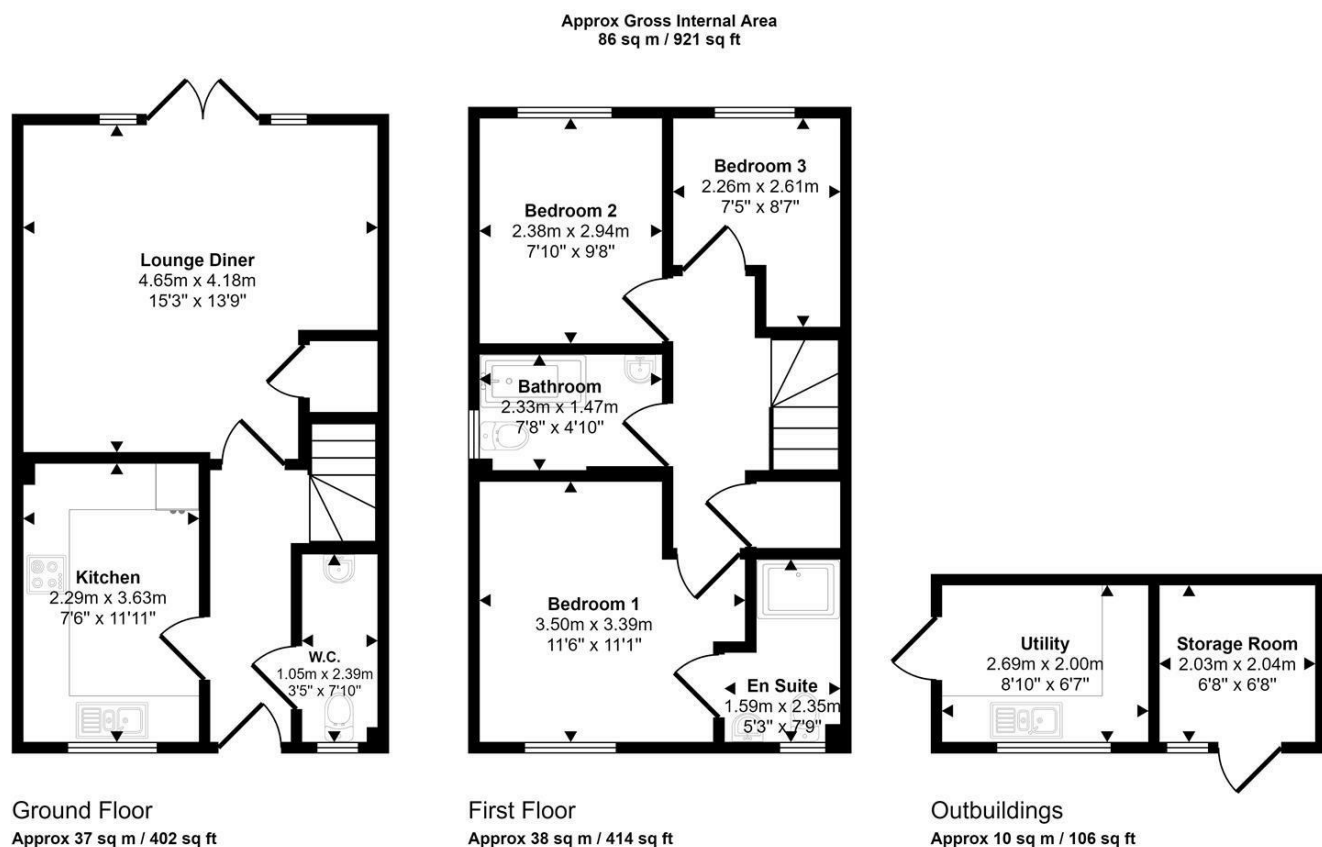 Approx Gross Internal Area
86 sq m / 921 sq ft
Lounge Diner
4.65m x 4.18m
15'3" x 13'9"
Kitchen
2.29m x 3.63m
7'6" x 11'11"
W.C.
1.05m x 2.39m
3'5" x 7'10"
Ground Floor
Approx 37 sq m / 402 sq ft
Bedroom 2
2.38m x 2.94m
7'10" x 9'8"
Bedroom 3
2.26m x 2.61m
7'5" x 8'7"
Bathroom
2.33m x 1.47m
7'8" x 4'10"
Bedroom 1
3.50m x 3.39m
11'6" x 11'1"
En Suite
1.59m x 2.35m
5'3" x 7'9"
First Floor
Approx 38 sq m / 414 sq ft
Utility
2.69m x 2.00m
8'10" x 6'7"
Storage Room
2.03m x 2.04m
6'8" x 6'8"
Outbuildings
Approx 10 sq m / 106 sq ft